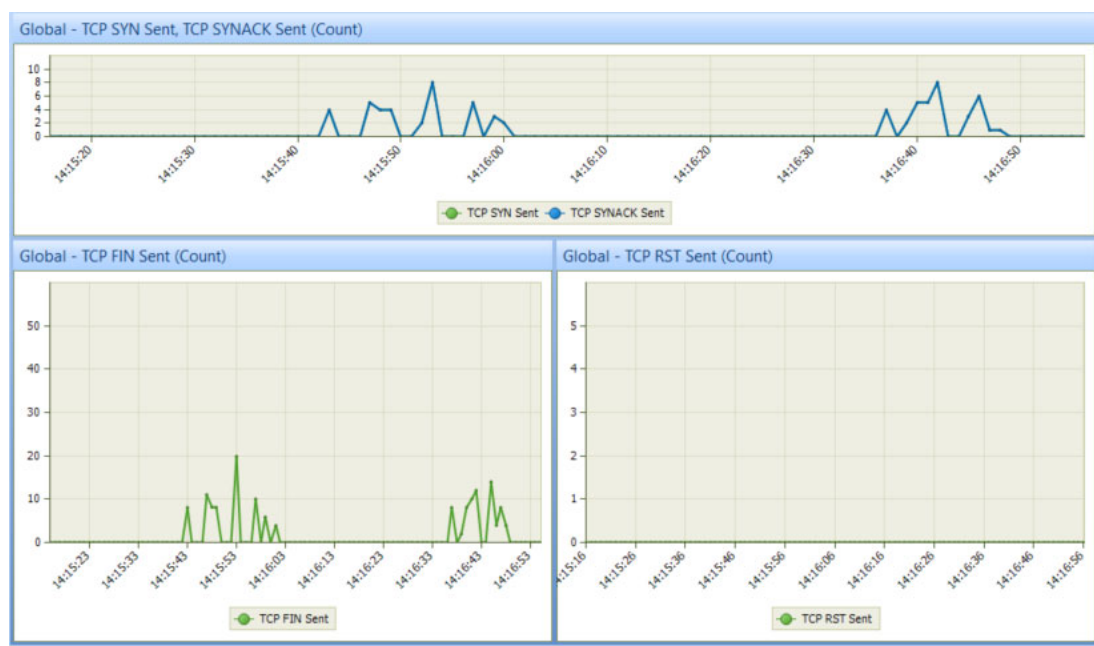 Global - TCP SYN Sent, TCP SYNACK Sent (Count)
10
8
6
4
2
0
14:15:20 14:15:30 14:15:40 14:15:50 14:16:00 14:16:10 14:16:20 14:16:30 14:16:40 14:16:50
TCP SYN Sent TCP SYNACK Sent
Global - TCP FIN Sent (Count)
50
40
30
20
10
0
14:15:23 14:15:33 14:15:43 14:15:53 14:16:03 14:16:13 14:16:23 14:16:33 14:16:43 14:16:53
TCP FIN Sent
Global - TCP RST Sent (Count)
5
4
3
2
1
0
4:15:16 14:15:26 14:15:36 14:15:46 14:15:56 14:16:06 14:16:16 14:16:26 14:16:36 14:16:46 14:16:56
TCP RST Sent